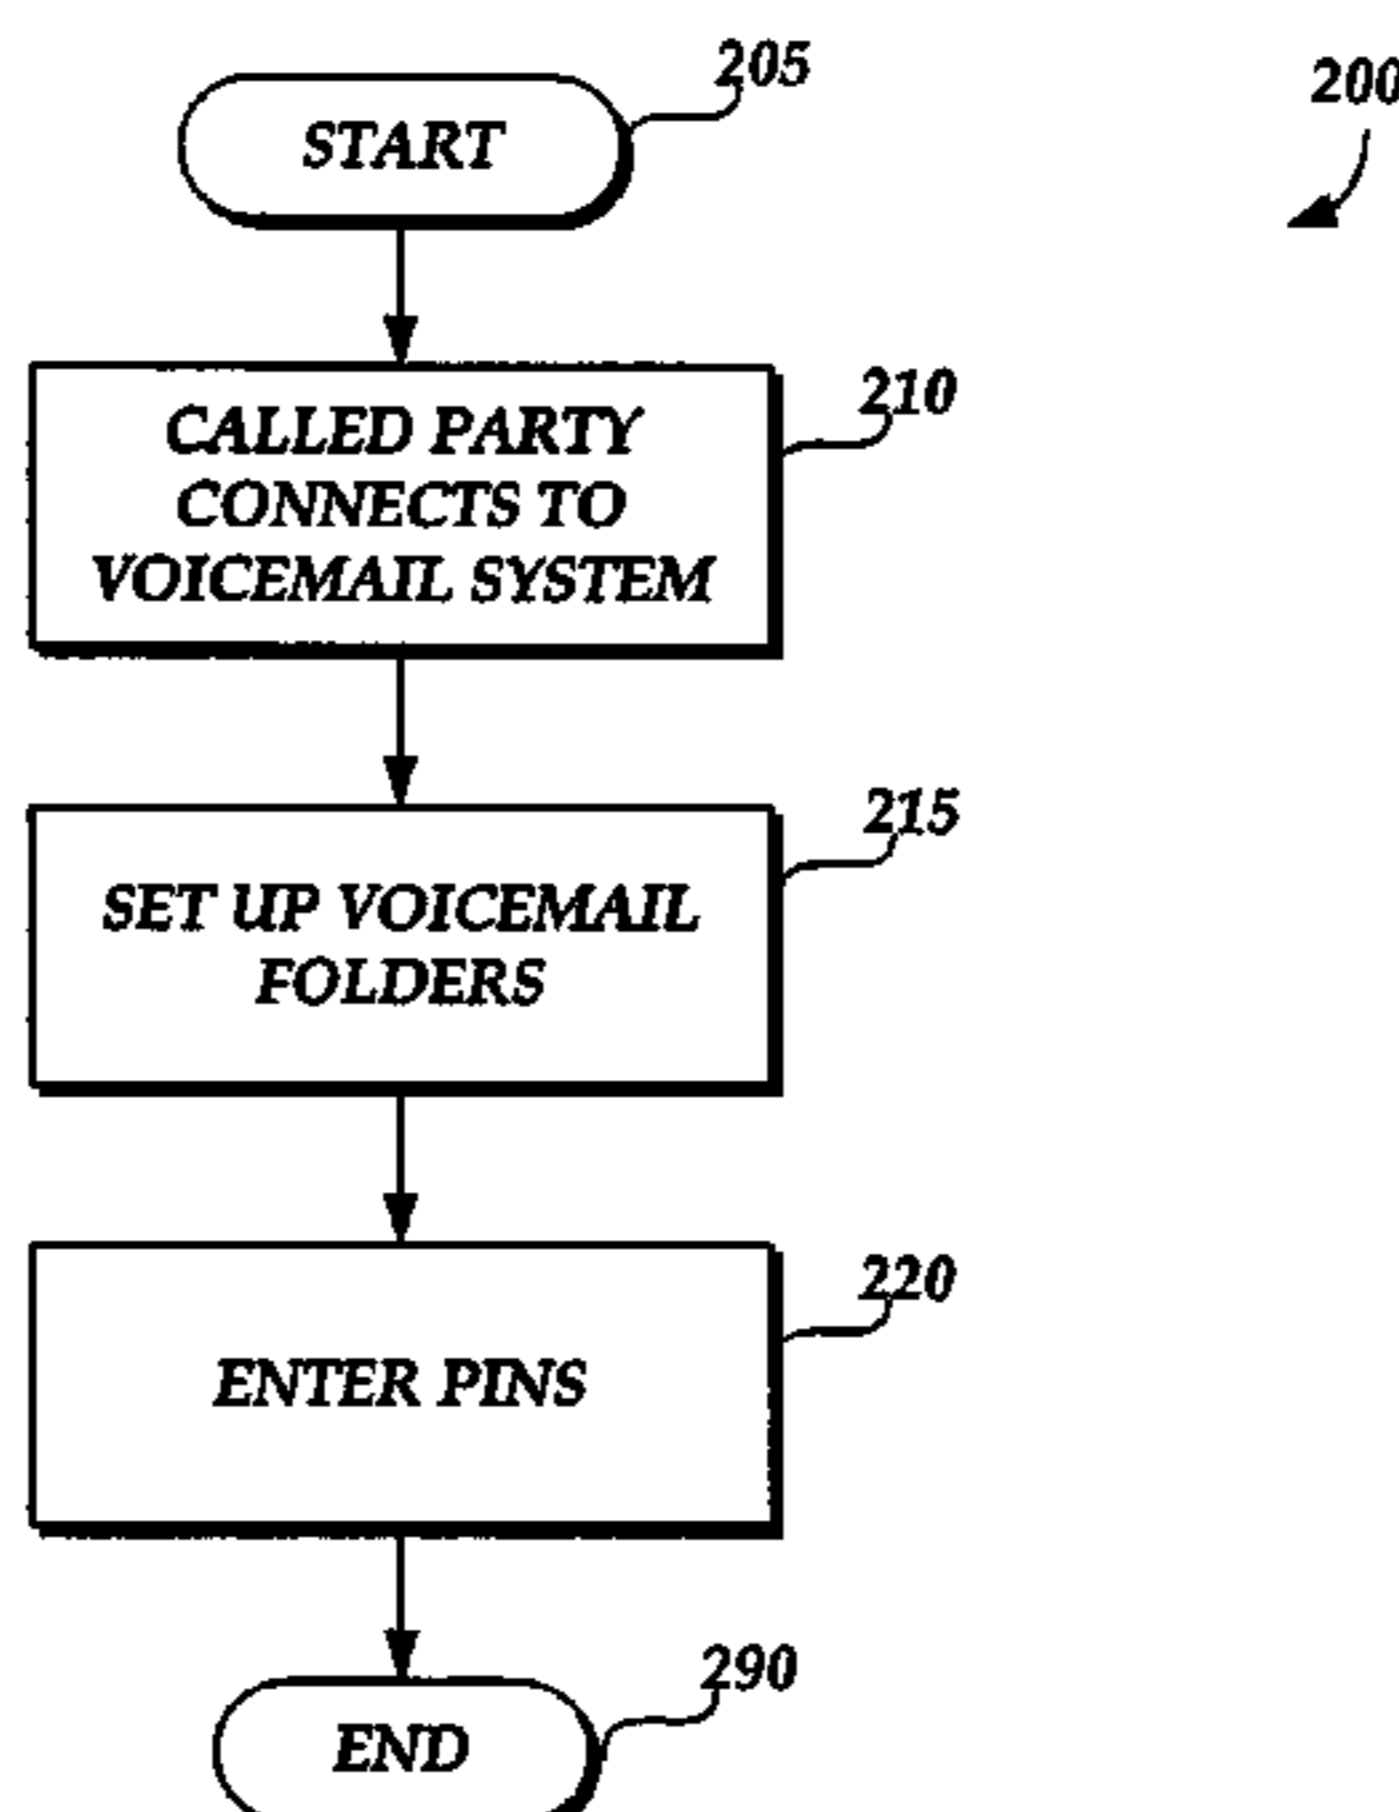 205
200
START
210
CALLED PARTY
CONNECTS TO
VOICEMAIL SYSTEM
215
SET UP VOICEMAIL
FOLDERS
220
ENTER PINS
290
END